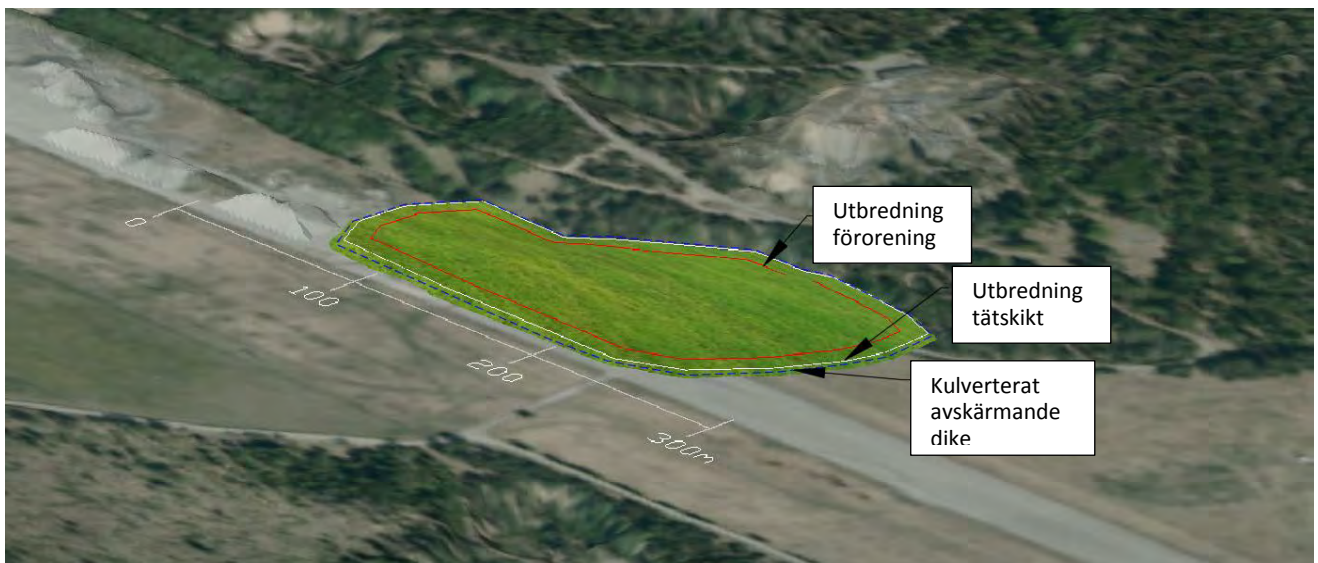 Utbredning
förorening
Utbredning
tätskikt
Kulverterat
avskärmande
dike
0
100
200
300m